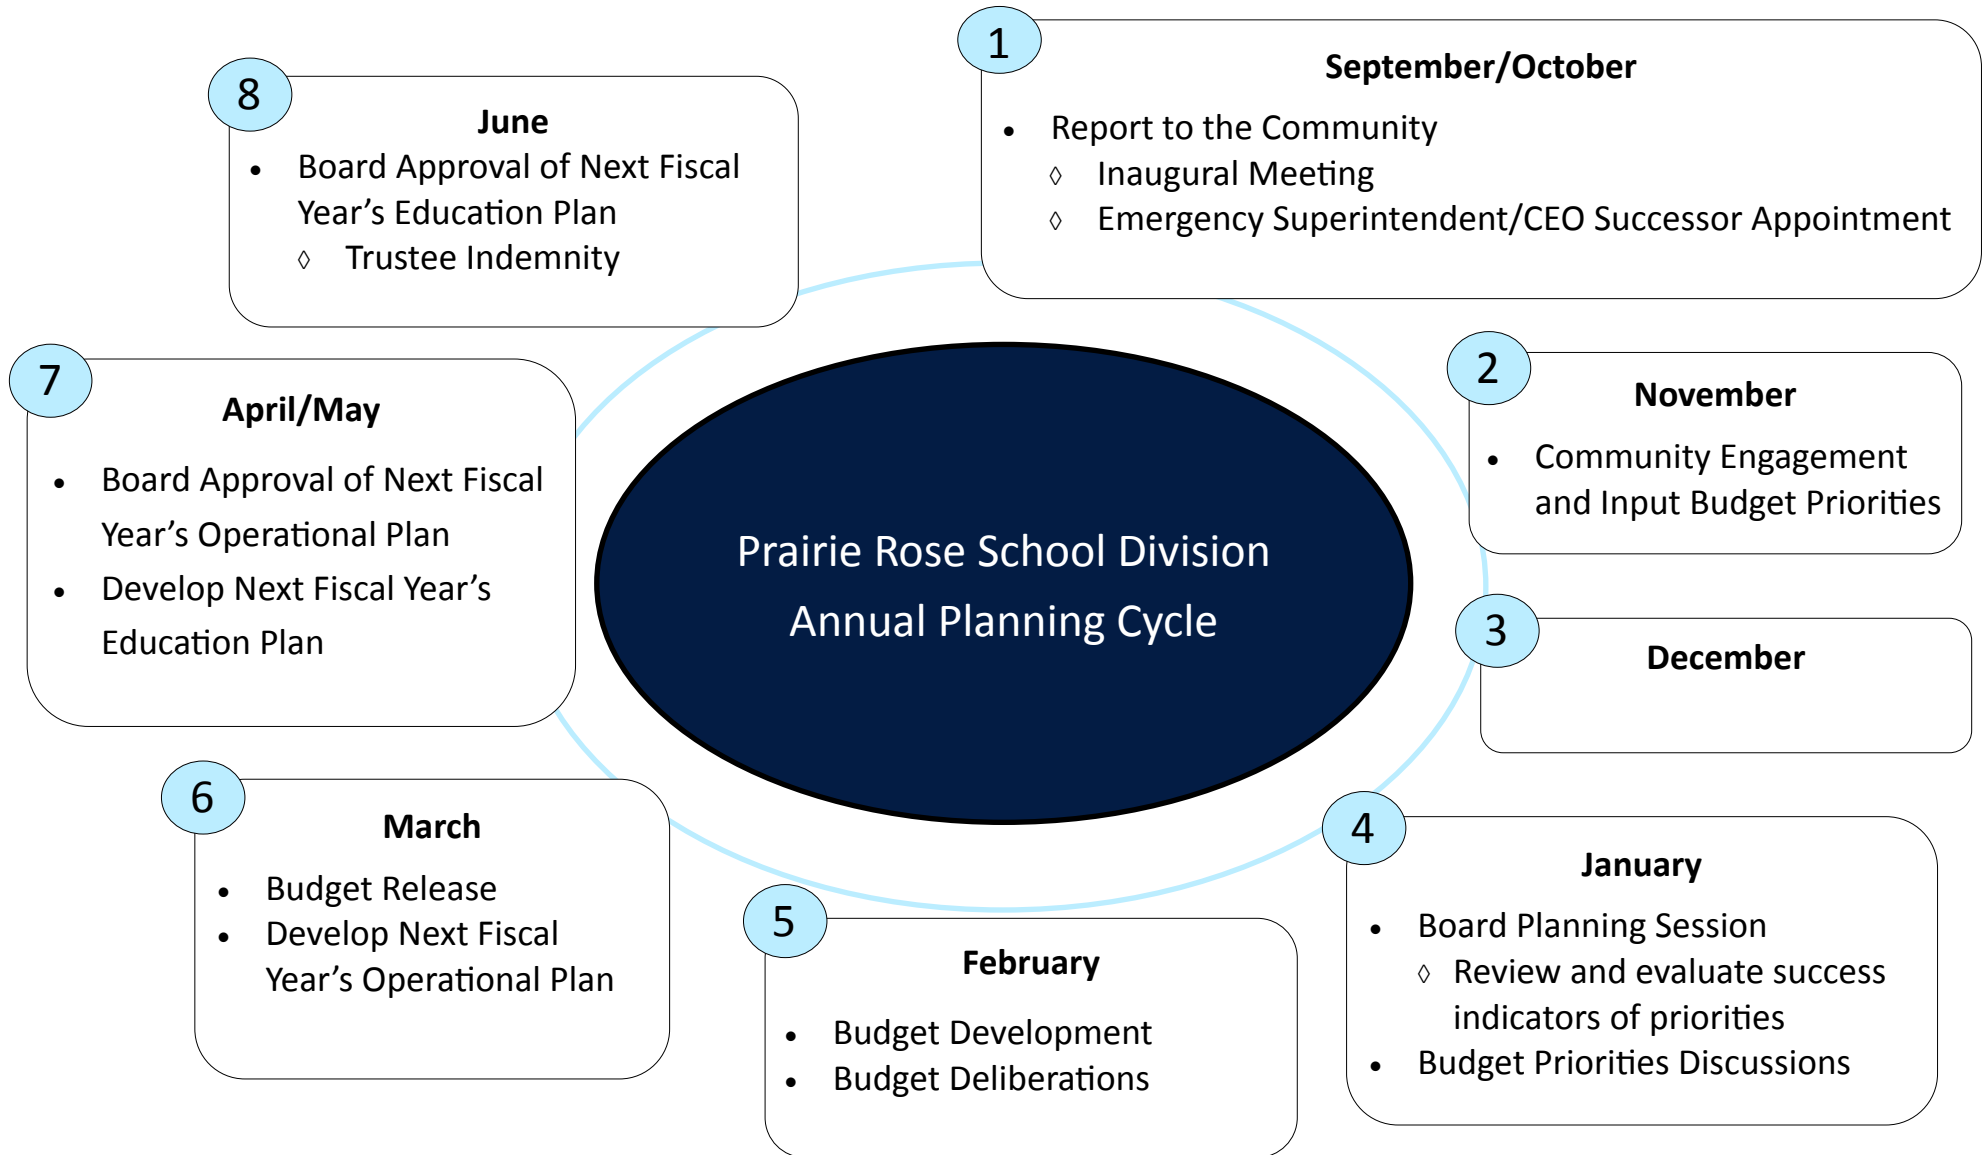 1
September/October
• Report to the Community
◊ Inaugural Meeting
◊ Emergency Superintendent/CEO Successor Appointment
2
November
• Community Engagement
and Input Budget Priorities
3
December
4
January
• Board Planning Session
◊ Review and evaluate success
indicators of priorities
• Budget Priorities Discussions
5
February
• Budget Development
• Budget Deliberations
6
March
• Budget Release
• Develop Next Fiscal
Year’s Operational Plan
7
April/May
• Board Approval of Next Fiscal
Year’s Operational Plan
• Develop Next Fiscal Year’s
Education Plan
8
June
• Board Approval of Next Fiscal
Year’s Education Plan
◊ Trustee Indemnity
Prairie Rose School Division
Annual Planning Cycle